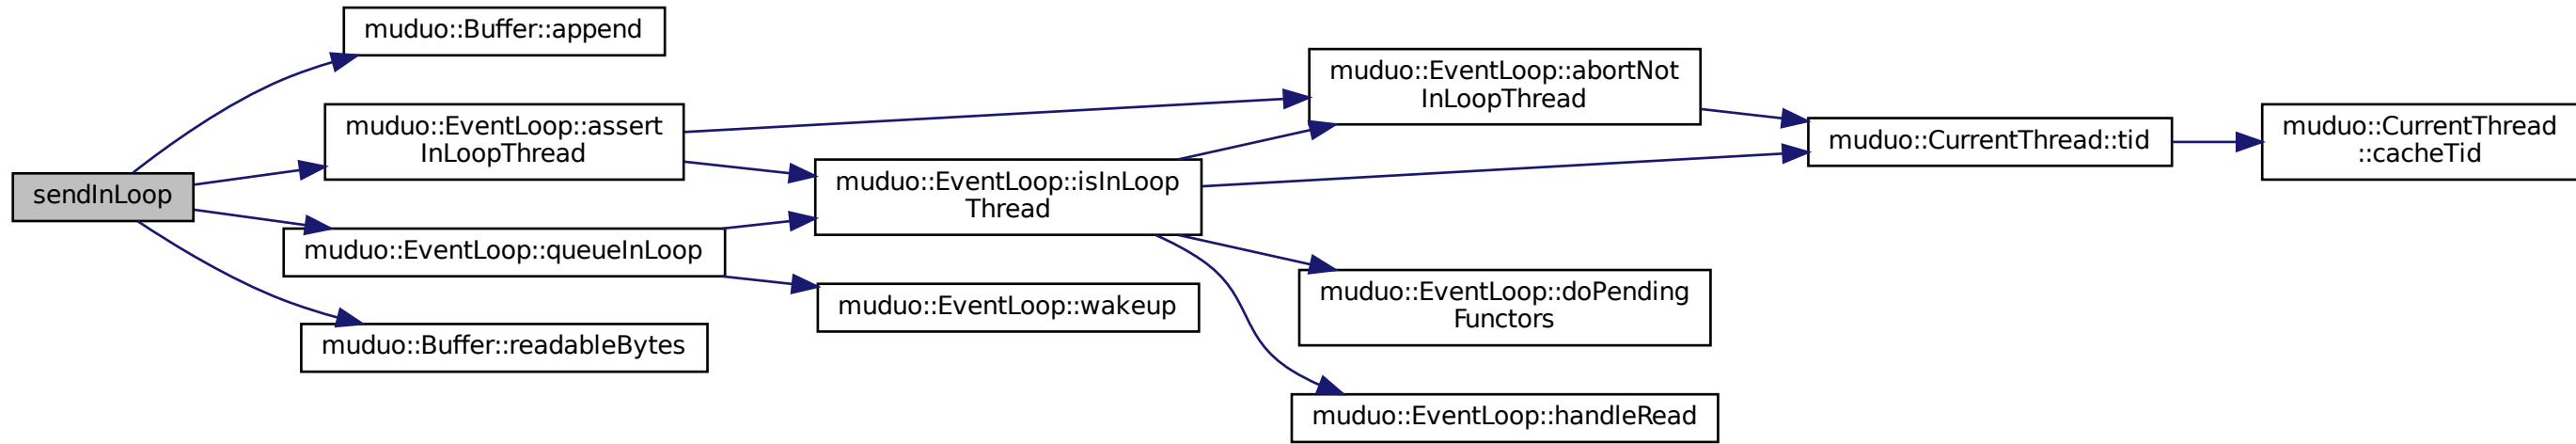 sendInLoop
muduo::Buffer::append
muduo::EventLoop::assert
InLoopThread
muduo::EventLoop::queueInLoop
muduo::Buffer::readableBytes
muduo::EventLoop::isInLoop
Thread
muduo::EventLoop::wakeup
muduo::EventLoop::abortNot
InLoopThread
muduo::EventLoop::doPending
Functors
muduo::EventLoop::handleRead
muduo::CurrentThread::tid
muduo::CurrentThread
::cacheTid